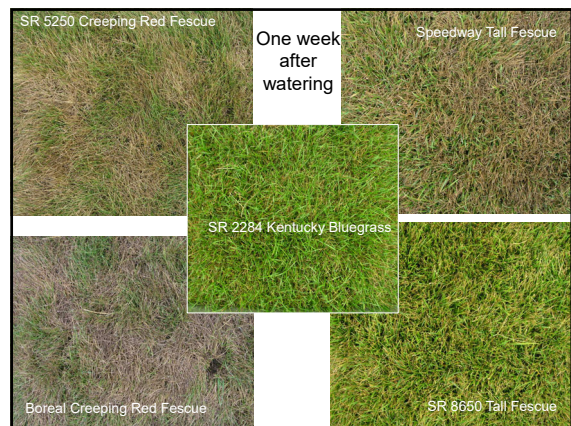 SR 5250 Creeping Red Fescue
One week
after
watering
Speedway Tall Fescue
SR 2284 Kentucky Bluegrass
Boreal Creeping Red Fescue
SR 8650 Tall Fescue